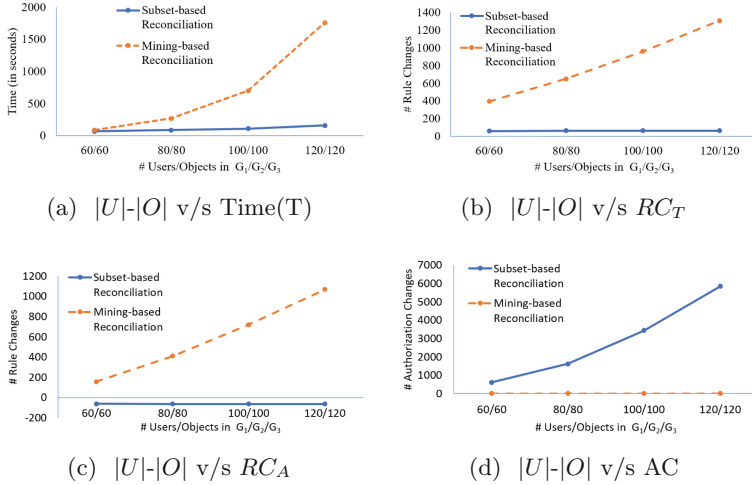 2000
1500
1000
500
0
Time (in seconds)
Subset-based
Reconciliation
Mining-based
Reconciliation
60/60 80/80 100/100 120/120
# Users/Objects in G₁/G₂/G₃
(a) |U|-|O| v/s Time(T)
1400
1200
1000
800
600
400
200
0
# Rule Changes
Subset-based
Reconciliation
Mining-based
Reconciliation
60/60 80/80 100/100 120/120
# Users/Objects in G₁/G₂/G₃
(b) |U|-|O| v/s RC_T
1200
1000
800
600
400
200
0
-200
# Rule Changes
Subset-based
Reconciliation
Mining-based
Reconciliation
60/60 80/80 100/100 120/120
# Users/Objects in G₁/G₂/G₃
(c) |U|-|O| v/s RC_A
7000
6000
5000
4000
3000
2000
1000
0
# Authorization Changes
Subset-based
Reconciliation
Mining-based
Reconciliation
60/60 80/80 100/100 120/120
# Users/Objects in G₁/G₂/G₃
(d) |U|-|O| v/s AC